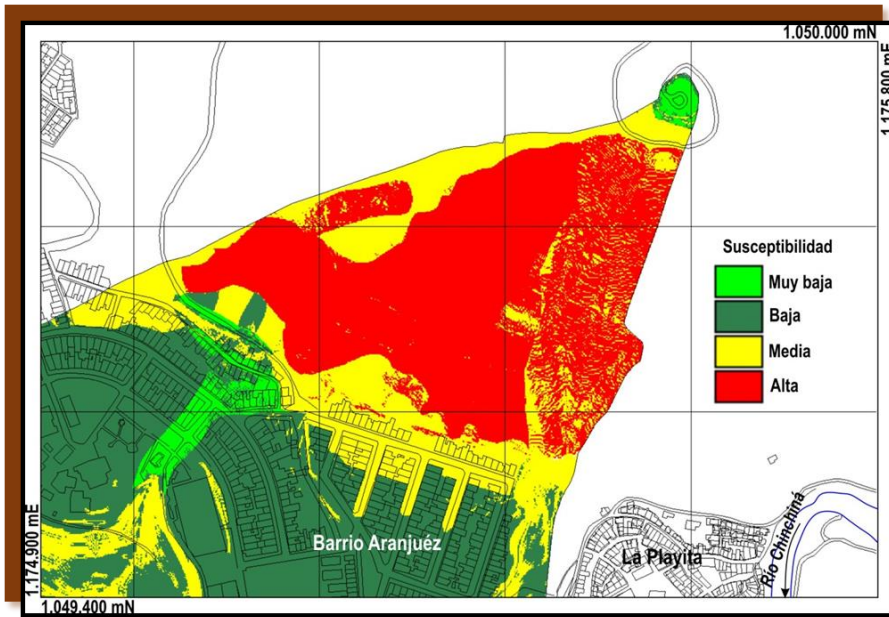 1.050.000 mN
1.175.800 mE
Susceptibilidad
Muy baja
Baja
Media
Alta
Barrio Aranjuéz
La Playita
Río Chinchiná
1.174.900 mE
1.049.400 mN